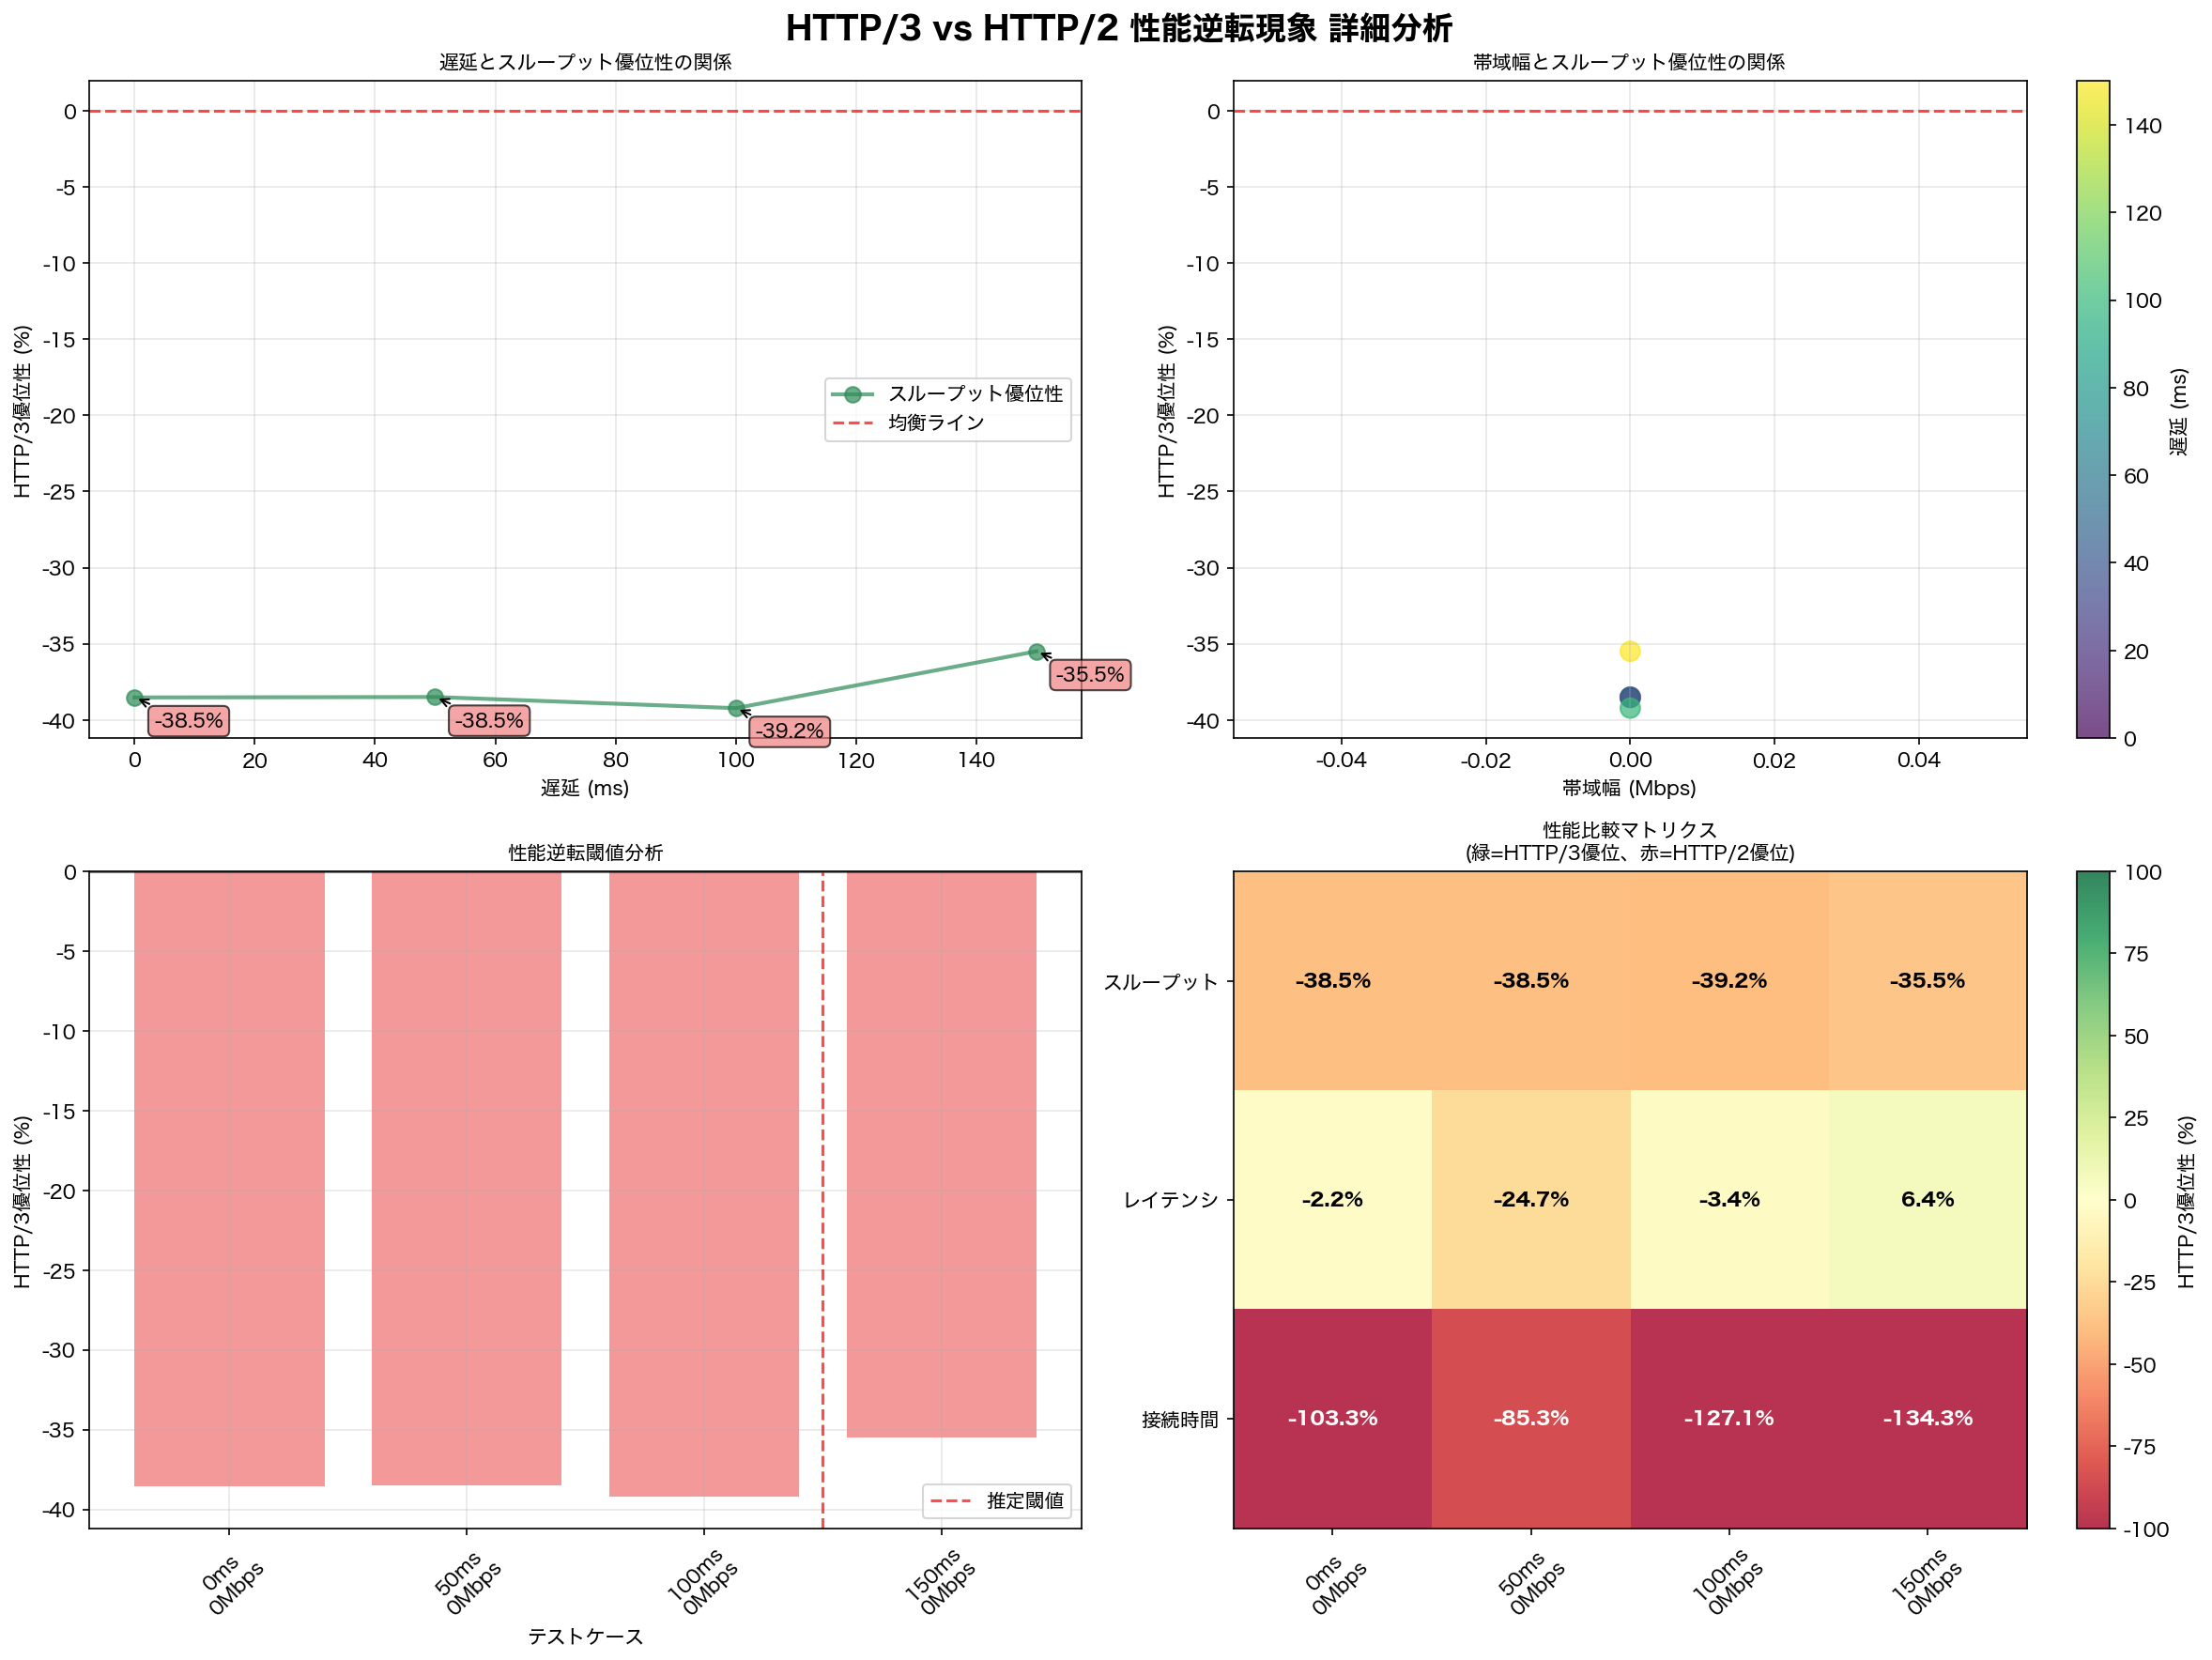 HTTP/3 vs HTTP/2 性能逆転現象 詳細分析
遅延とスループット優位性の関係
0
-5
-10
-15
-20
-25
-30
-35
-40
HTTP/3優位性 (%)
スループット優位性
均衡ライン
-38.5%
-38.5%
-39.2%
-35.5%
0
20
40
60
80
100
120
140
遅延 (ms)
帯域幅とスループット優位性の関係
0
-5
-10
-15
-20
-25
-30
-35
-40
HTTP/3優位性 (%)
-0.04
-0.02
0.00
0.02
0.04
帯域幅 (Mbps)
140
120
100
80
60
40
20
0
遅延 (ms)
性能逆転閾値分析
0
-5
-10
-15
-20
-25
-30
-35
-40
HTTP/3優位性 (%)
推定閾値
0ms
0Mbps
50ms
0Mbps
100ms
0Mbps
150ms
0Mbps
テストケース
性能比較マトリクス
(緑=HTTP/3優位、赤=HTTP/2優位)
スループット
-38.5%
-38.5%
-39.2%
-35.5%
レイテンシ
-2.2%
-24.7%
-3.4%
6.4%
接続時間
-103.3%
-85.3%
-127.1%
-134.3%
0ms
0Mbps
50ms
0Mbps
100ms
0Mbps
150ms
0Mbps
100
75
50
25
0
-25
-50
-75
-100
HTTP/3優位性 (%)